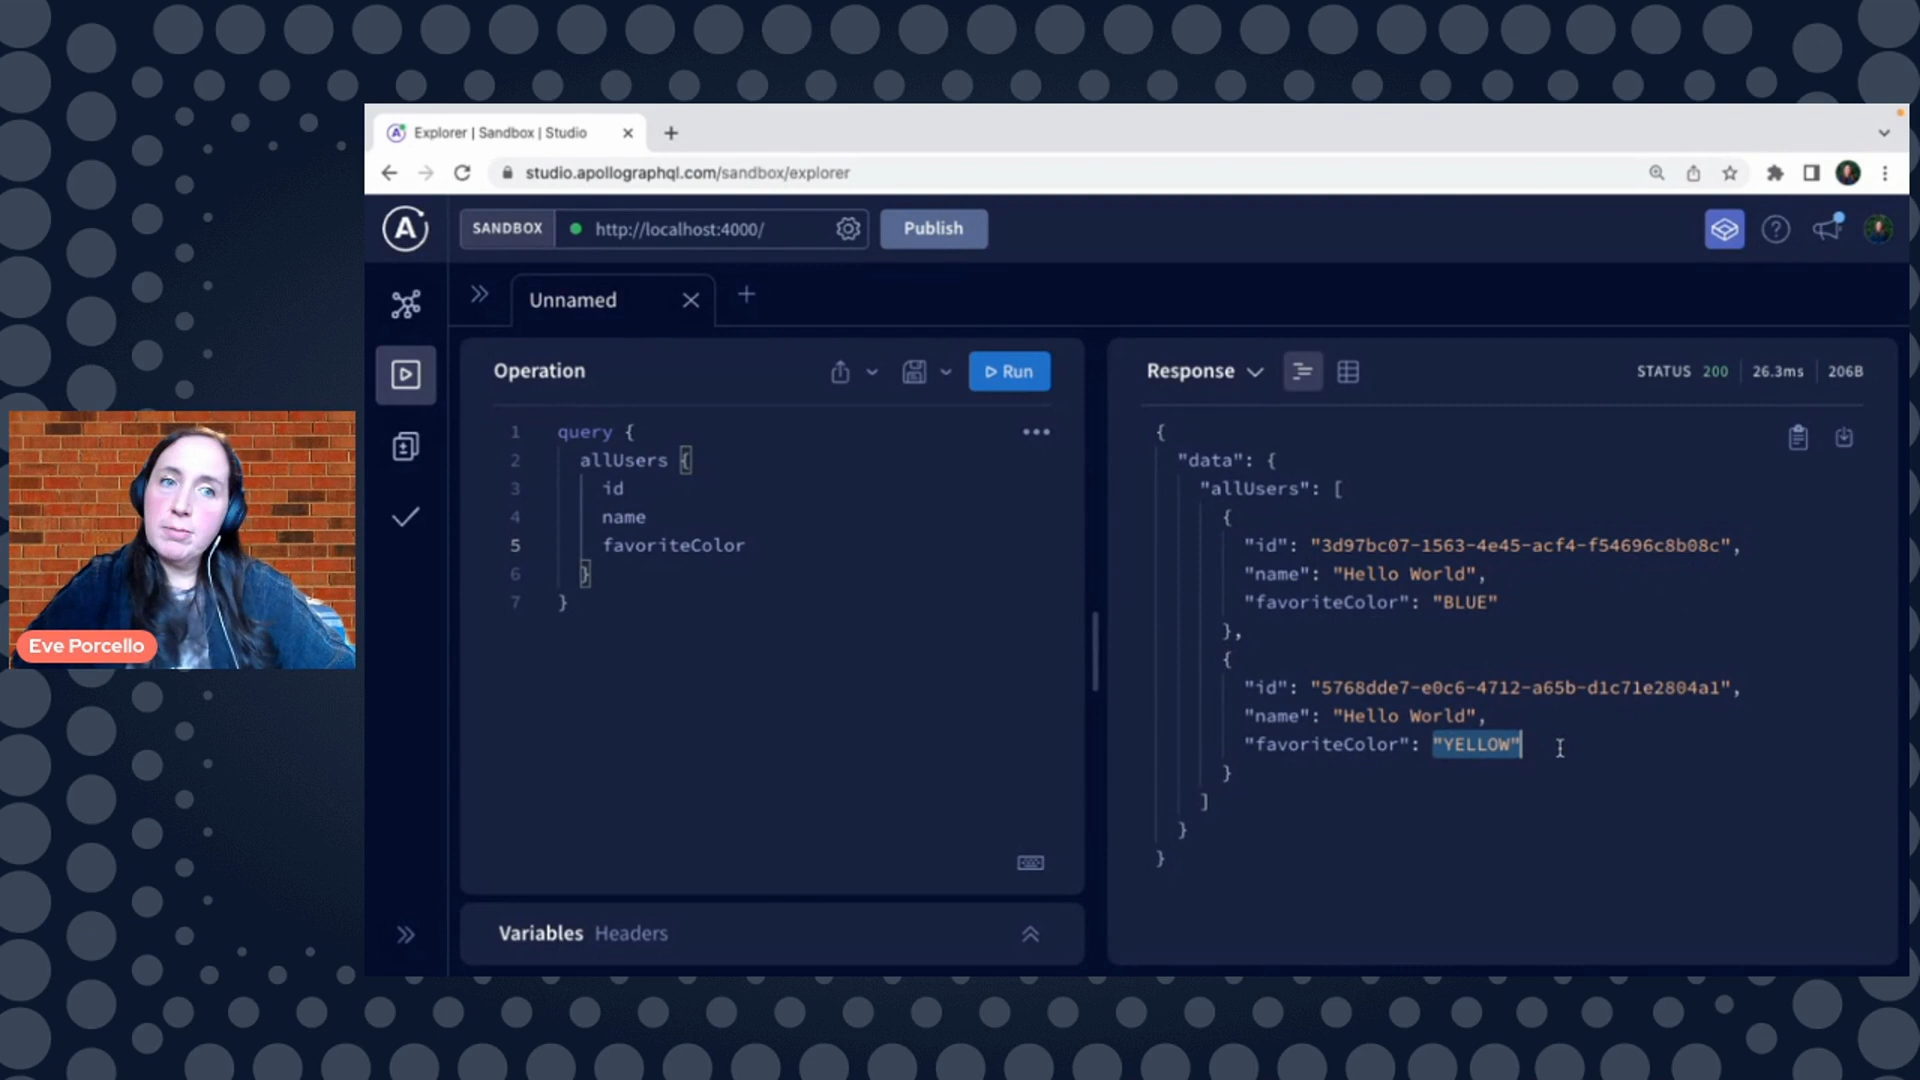 Explorer | Sandbox | Studio
studio.apollographql.com/sandbox/explorer
A
SANDBOX
http://localhost:4000/
Publish
Unnamed
Operation
Run
1 query {
2 allUsers {
3 id
4 name
5 favoriteColor
6 }
7 }
Variables Headers
Response
STATUS 200 26.3ms 206B
{
"data": {
"allUsers": [
{
"id": "3d97bc07-1563-4e45-acf4-f54696c8b08c",
"name": "Hello World",
"favoriteColor": "BLUE"
},
{
"id": "5768dde7-e0c6-4712-a65b-d1c71e2804a1",
"name": "Hello World",
"favoriteColor": "YELLOW"
}
]
}
}
Eve Porcello